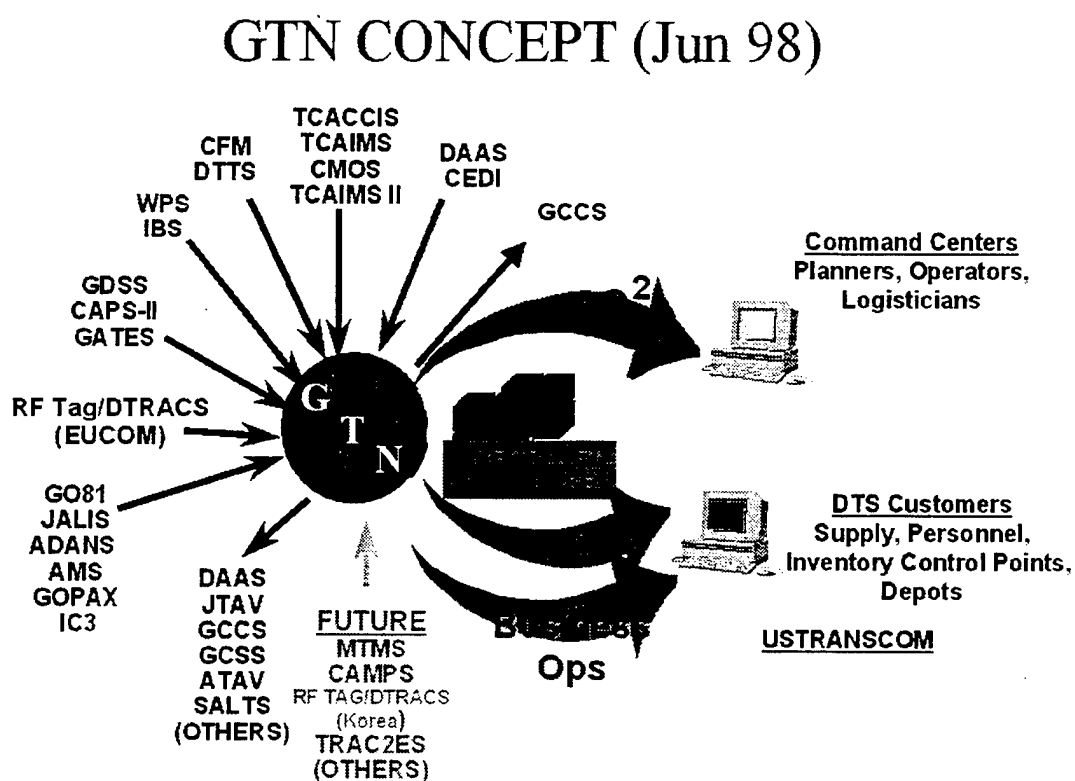 GTN CONCEPT (Jun 98)
TCACCIS
TCAIMS
CMOS
TCAIMS II
CFM
DTTS
DAAS
CEDI
WPS
IBS
GCCS
Command Centers
Planners, Operators,
Logisticians
2
GDSS
CAPS-II
GATES
G
T
N
RF Tag/DTRACS
(EUCOM)
GO81
JALIS
ADANS
AMS
GOPAX
IC3
DTS Customers
Supply, Personnel,
Inventory Control Points,
Depots
DAAS
JTAV
GCCS
GCSS
ATAV
SALTS
(OTHERS)
FUTURE
MTMS
CAMPS
RF TAG/DTRACS
(Korea)
TRAC2ES
(OTHERS)
Business
Ops
USTRANSCOM